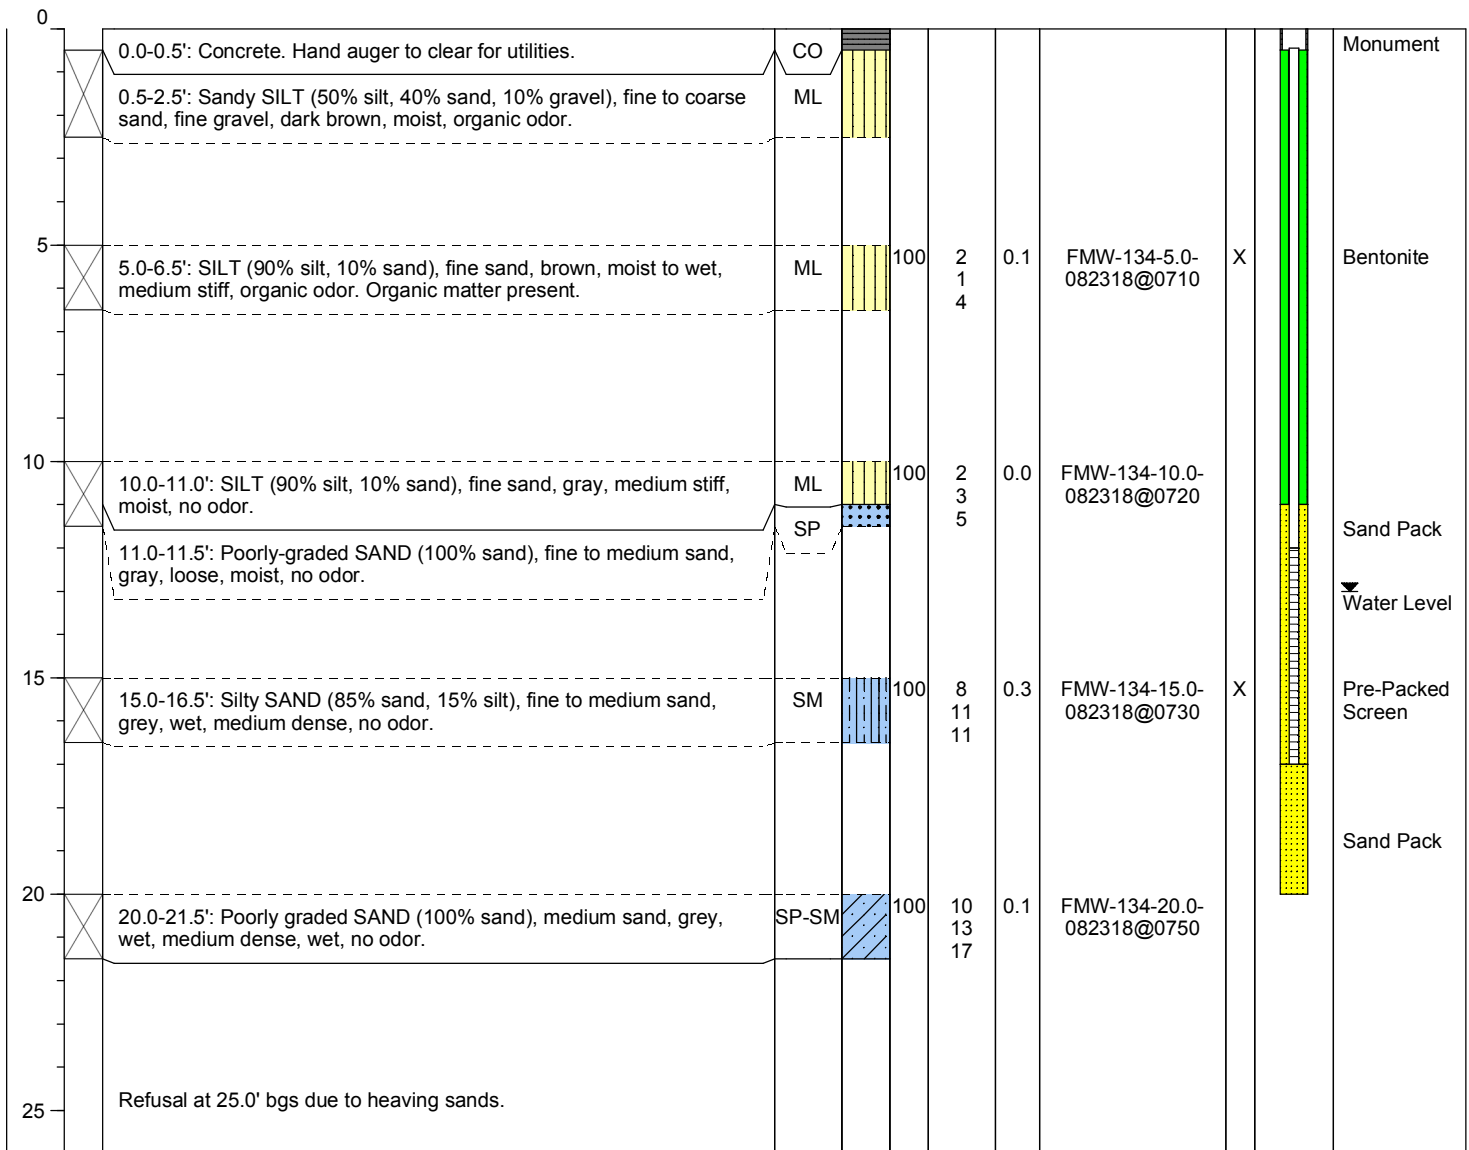 0
0.0-0.5': Concrete. Hand auger to clear for utilities.
CO
Monument
0.5-2.5': Sandy SILT (50% silt, 40% sand, 10% gravel), fine to coarse
sand, fine gravel, dark brown, moist, organic odor.
ML
5
5.0-6.5': SILT (90% silt, 10% sand), fine sand, brown, moist to wet,
medium stiff, organic odor. Organic matter present.
ML
100
2
1
4
0.1
FMW-134-5.0-
082318@0710
X
Bentonite
10
10.0-11.0': SILT (90% silt, 10% sand), fine sand, gray, medium stiff,
moist, no odor.
ML
100
2
3
5
0.0
FMW-134-10.0-
082318@0720
SP
Sand Pack
11.0-11.5': Poorly-graded SAND (100% sand), fine to medium sand,
gray, loose, moist, no odor.
Water Level
15
15.0-16.5': Silty SAND (85% sand, 15% silt), fine to medium sand,
grey, wet, medium dense, no odor.
SM
100
8
11
11
0.3
FMW-134-15.0-
082318@0730
X
Pre-Packed
Screen
Sand Pack
20
20.0-21.5': Poorly graded SAND (100% sand), medium sand, grey,
wet, medium dense, wet, no odor.
SP-SM
100
10
13
17
0.1
FMW-134-20.0-
082318@0750
25
Refusal at 25.0' bgs due to heaving sands.